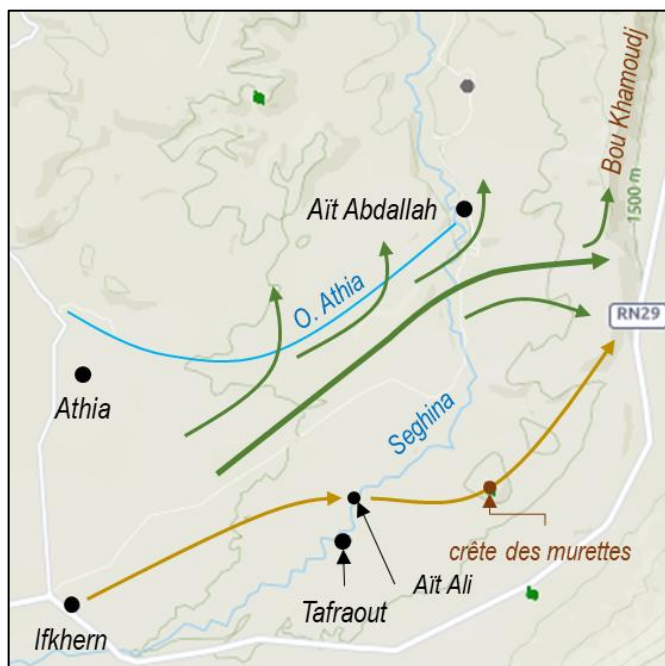 Bou Khamoudj
1500 m
Aït Abdallah
O. Athia
RN29
Athia
Seghina
crête des murettes
Aït Ali
Tafraout
Ifkhern